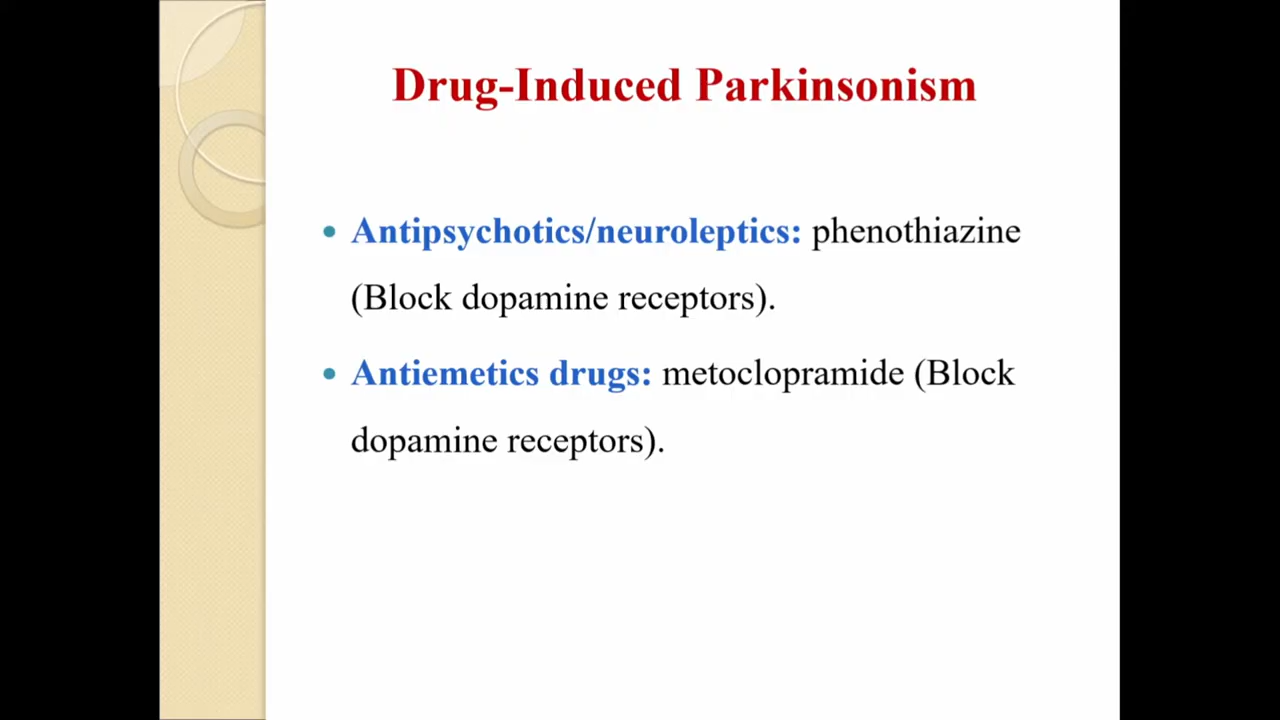 Drug-Induced Parkinsonism
• Antipsychotics/neuroleptics: phenothiazine
(Block dopamine receptors).
• Antiemetics drugs: metoclopramide (Block
dopamine receptors).